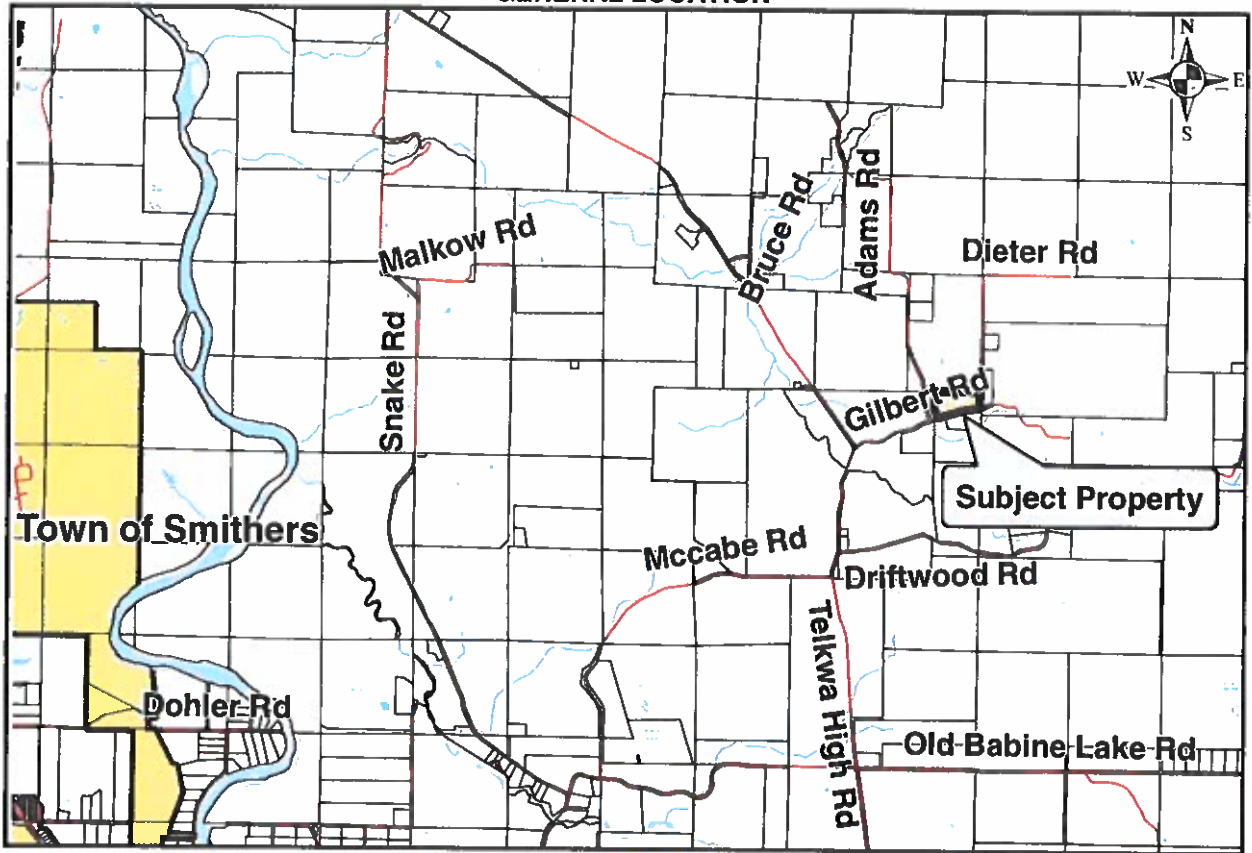 LOCATION
N
W E
S
Bruce Rd
Adams Rd
Malkow Rd
Dieter Rd
Snake Rd
Gilbert Rd
Subject Property
Town of Smithers
Mccabe Rd
Driftwood Rd
Telkwa High Rd
Dohler Rd
Old Babine Lake Rd